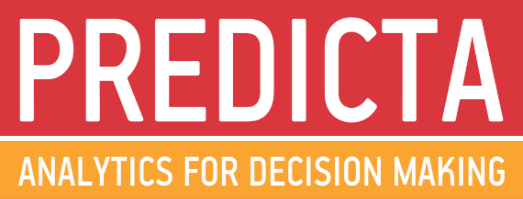 PREDICTA
ANALYTICS FOR DECISION MAKING